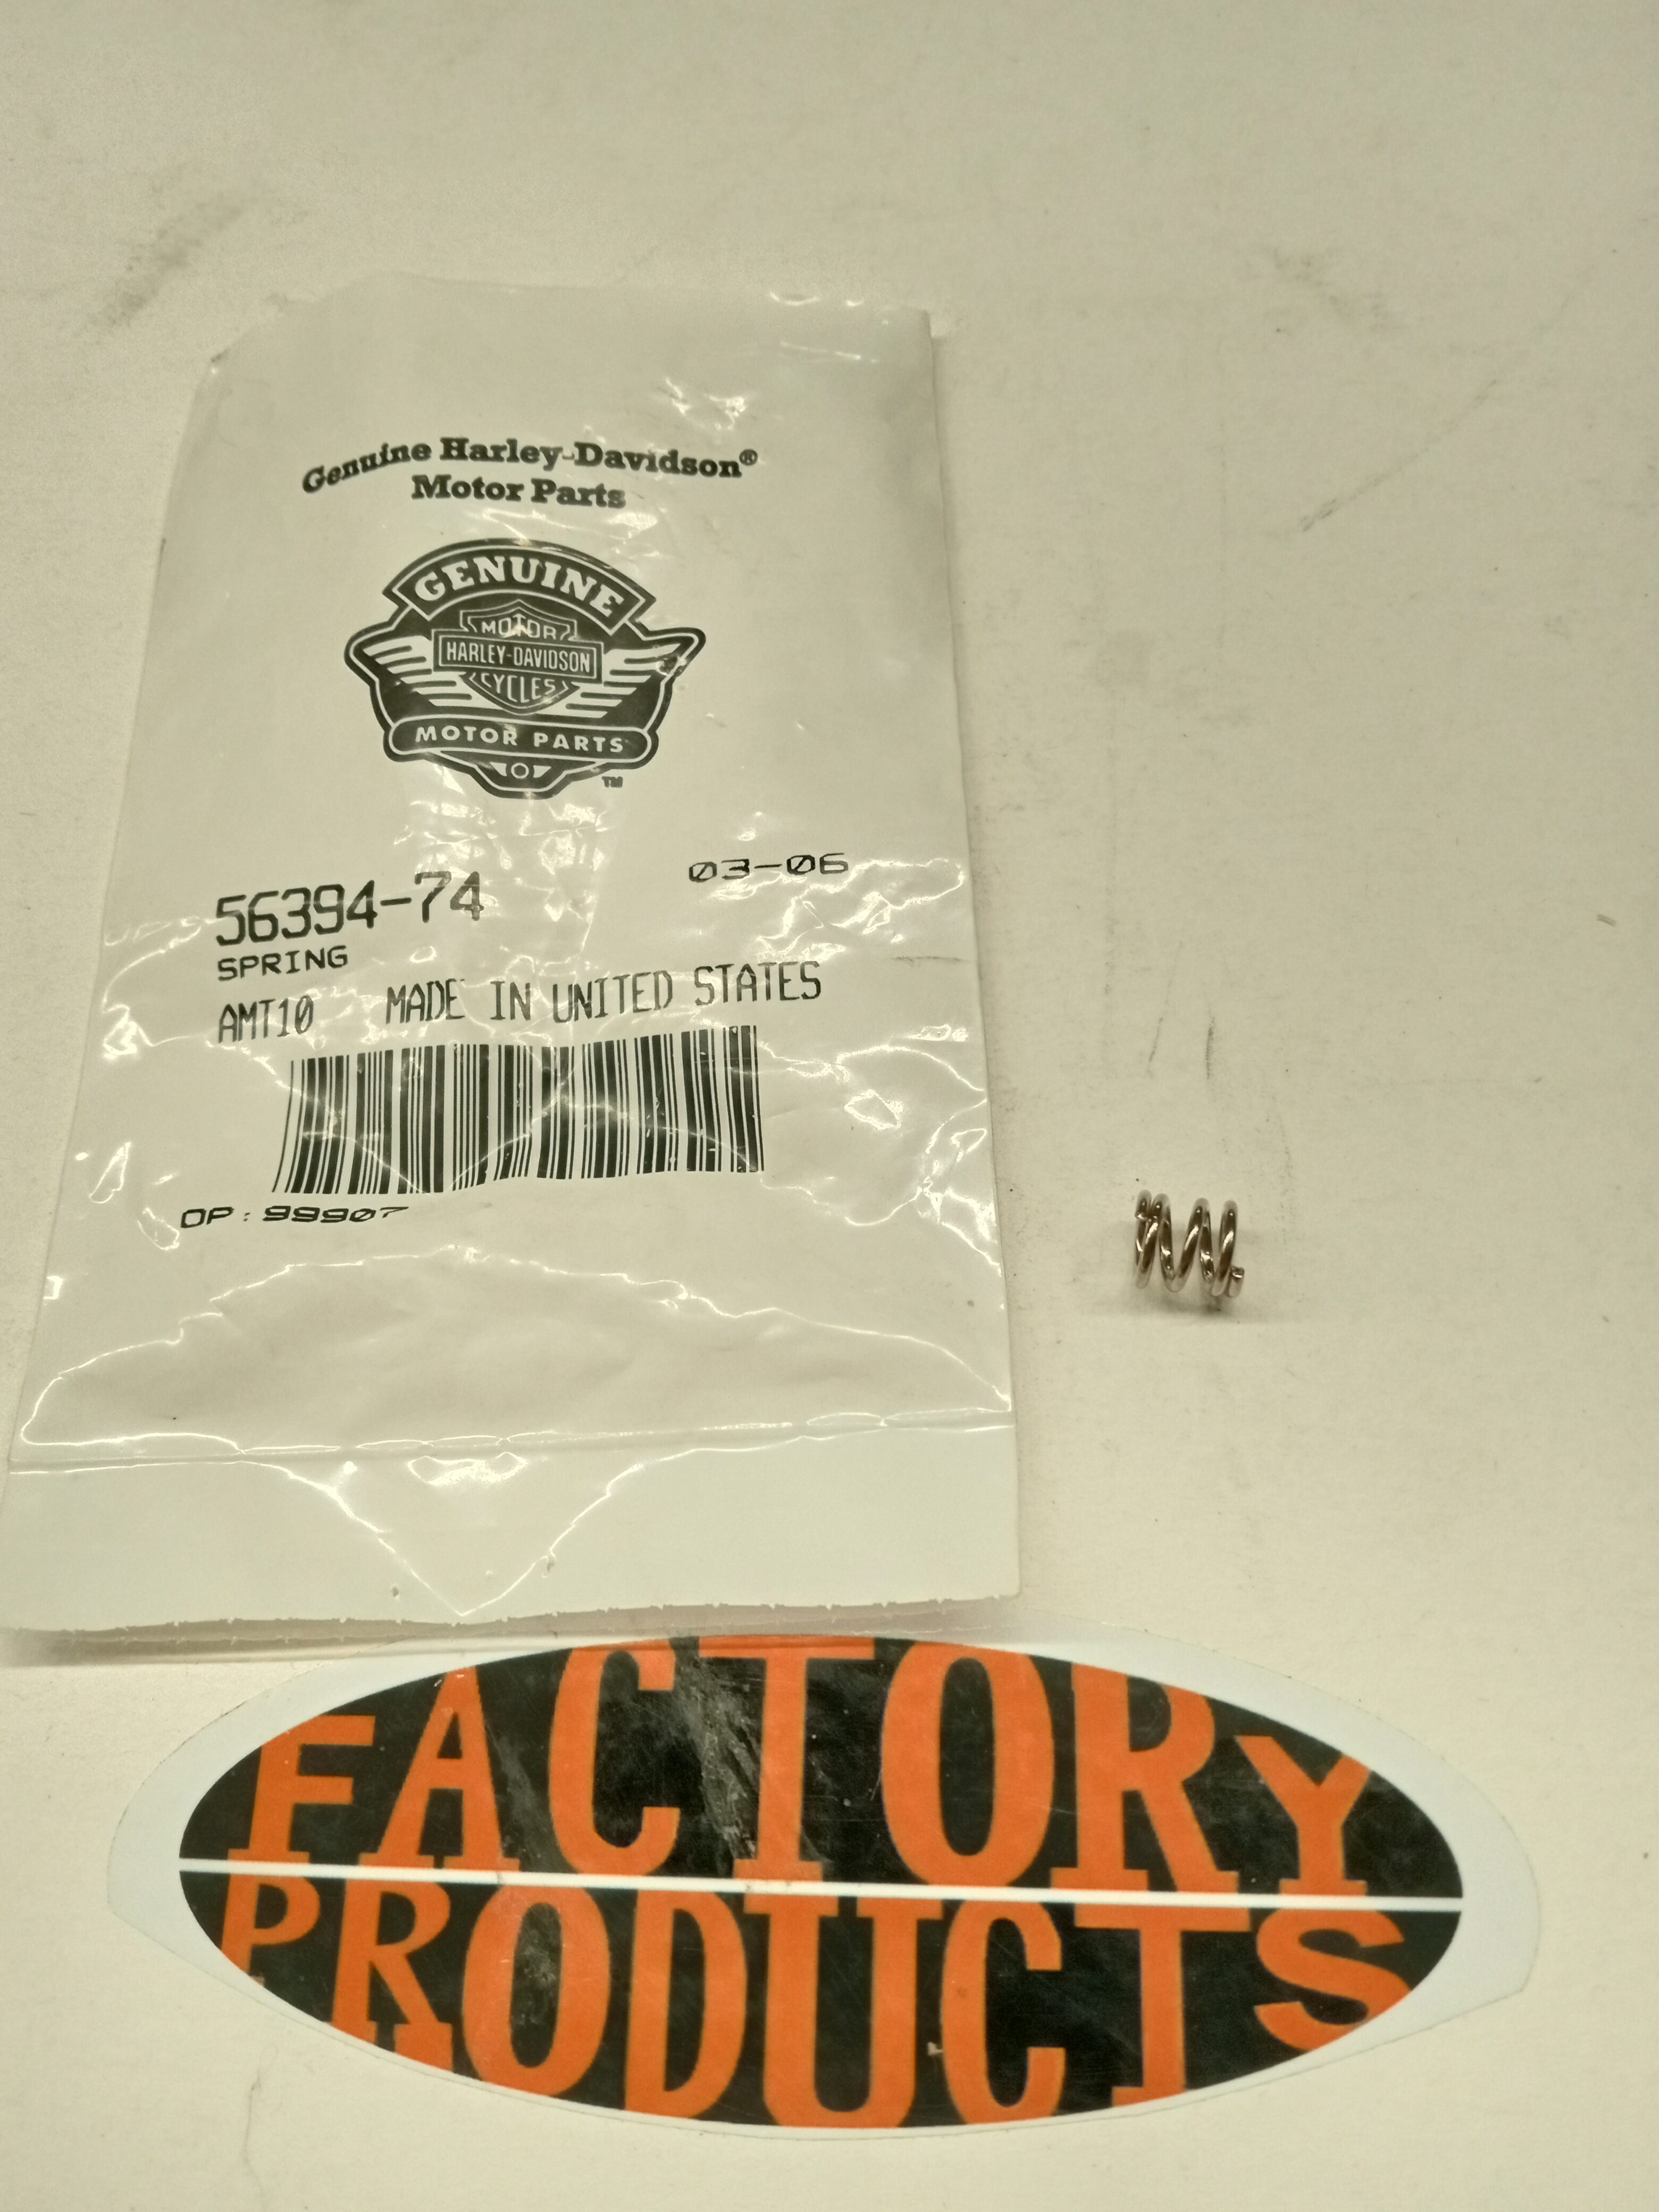 Genuine Harley-Davidson®
Motor Parts
GENUINE
MOTOR
HARLEY-DAVIDSON
CYCLES
MOTOR PARTS
TM
03-06
56394-74
SPRING
AMT10 MADE IN UNITED STATES
OP: 99907
FACTORY
PRODUCTS